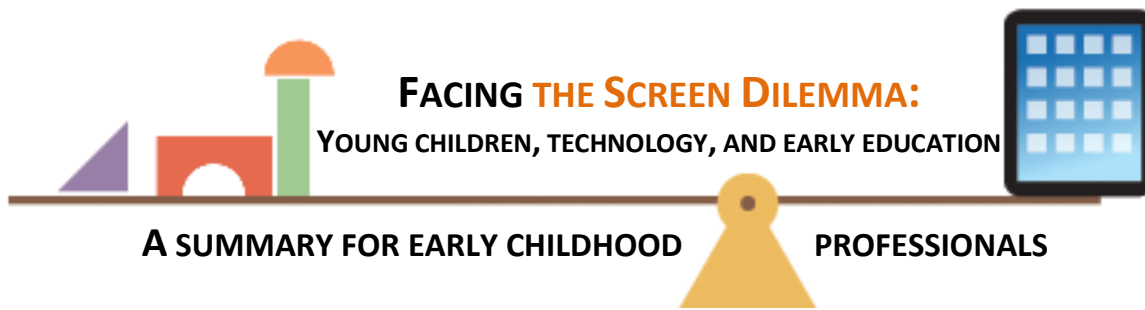 FACING THE SCREEN DILEMMA:
YOUNG CHILDREN, TECHNOLOGY, AND EARLY EDUCATION
A SUMMARY FOR EARLY CHILDHOOD PROFESSIONALS